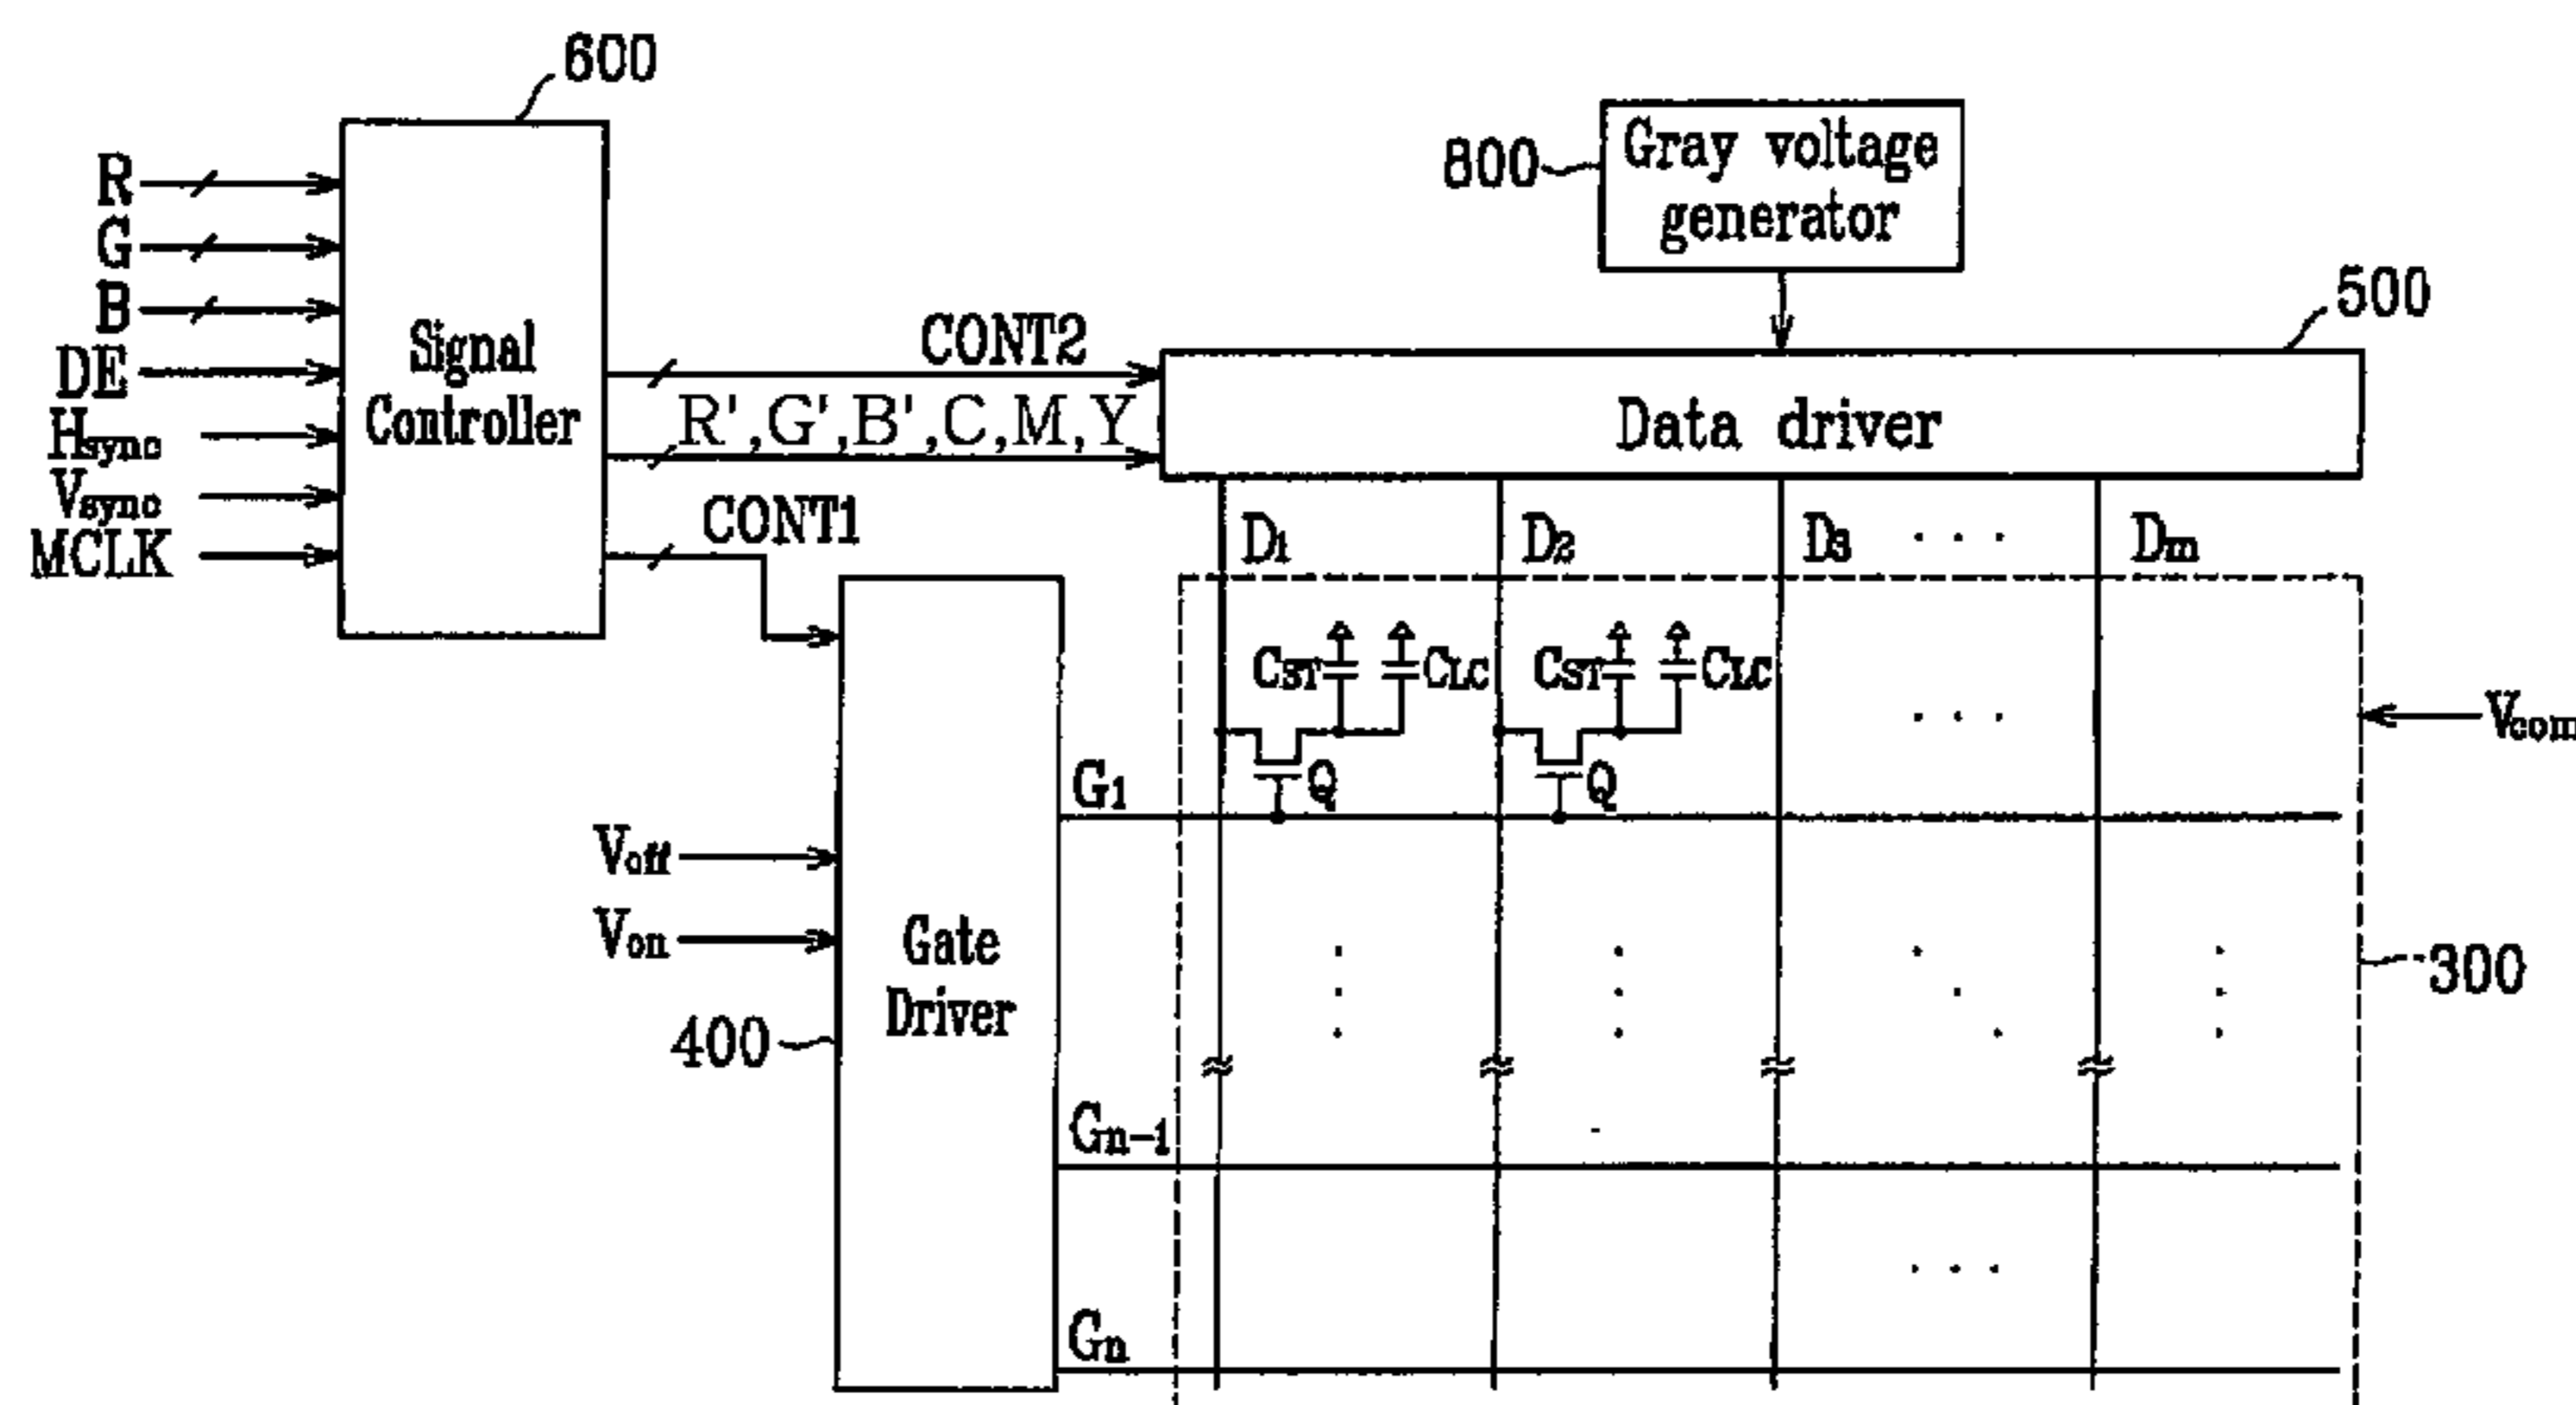 600
R
G
B
DE
Hsync
Vsync
MCLK
Signal
Controller
CONT2
R',G',B',C,M,Y
CONT1
800
Gray voltage
generator
500
Data driver
D1 D2 D3 · · · Dm
CST CLC CST CLC
Q Q
· · ·
Vcom
G1
Voff
Von
Gate
Driver
400
300
Gn-1
Gn
· · ·